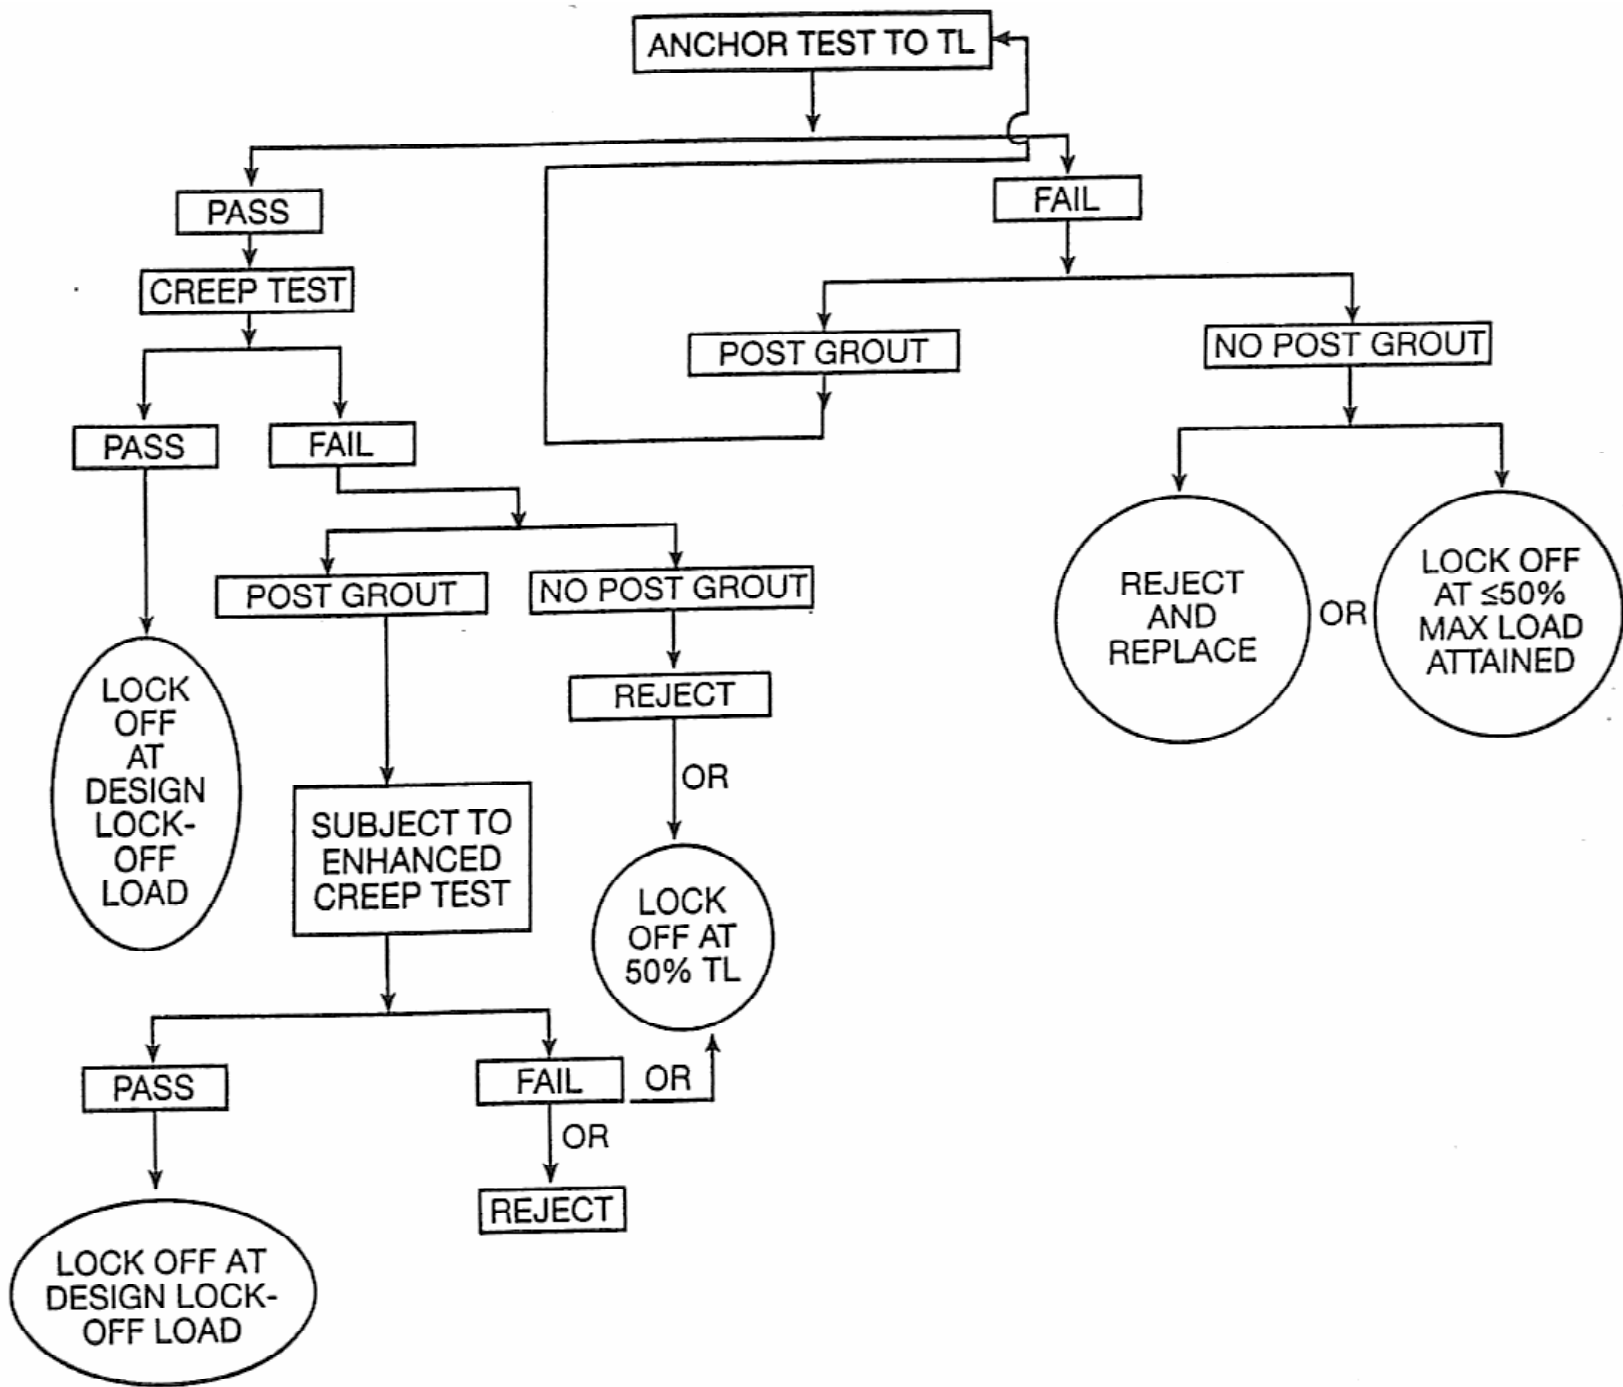 ANCHOR TEST TO TL
PASS
FAIL
CREEP TEST
POST GROUT
NO POST GROUT
PASS
FAIL
REJECT
AND
REPLACE
OR
LOCK OFF
AT ≤50%
MAX LOAD
ATTAINED
POST GROUT
NO POST GROUT
LOCK
OFF
AT
DESIGN
LOCK-
OFF
LOAD
REJECT
OR
SUBJECT TO
ENHANCED
CREEP TEST
LOCK
OFF AT
50% TL
PASS
FAIL
OR
OR
REJECT
LOCK OFF AT
DESIGN LOCK-
OFF LOAD